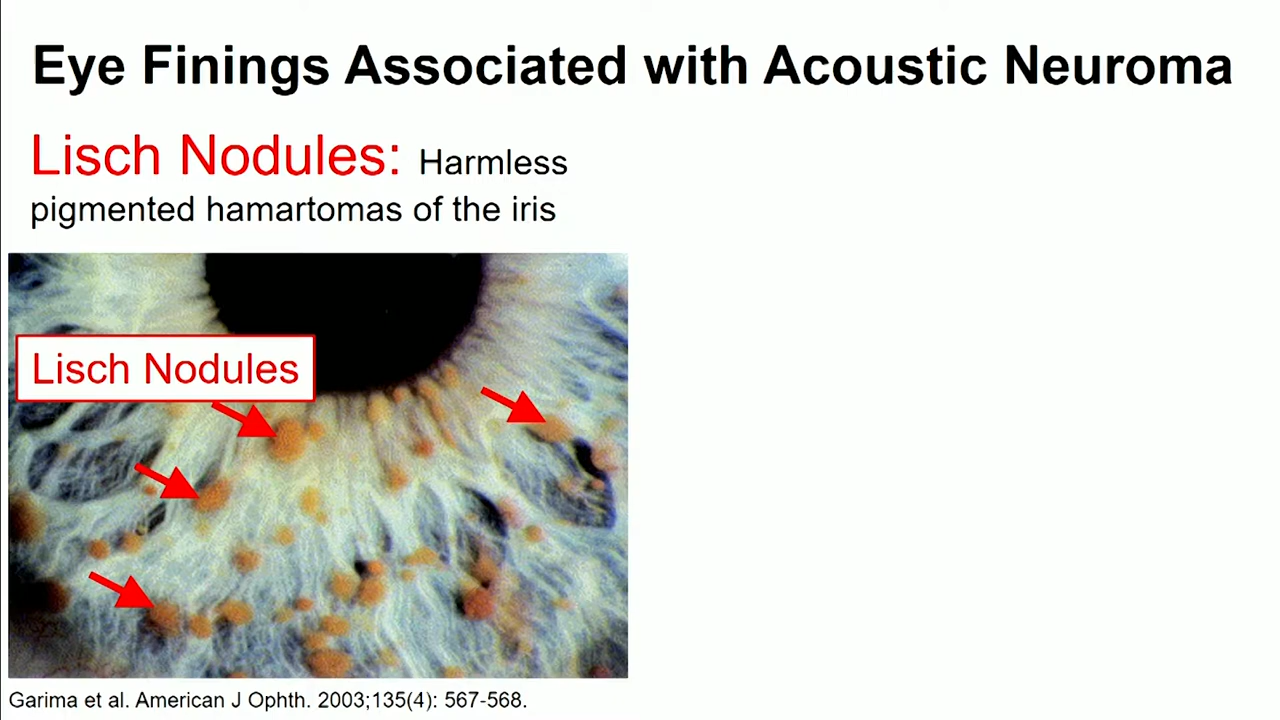 Eye Finings Associated with Acoustic Neuroma
Lisch Nodules: Harmless
pigmented hamartomas of the iris
Lisch Nodules
Garima et al. American J Ophth. 2003;135(4): 567-568.